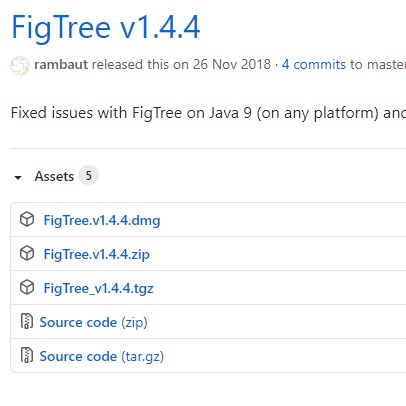 FigTree v1.4.4
rambaut released this on 26 Nov 2018 · 4 commits to master
Fixed issues with FigTree on Java 9 (on any platform) and
Assets 5
FigTree.v1.4.4.dmg
FigTree.v1.4.4.zip
FigTree_v1.4.4.tgz
Source code (zip)
Source code (tar.gz)